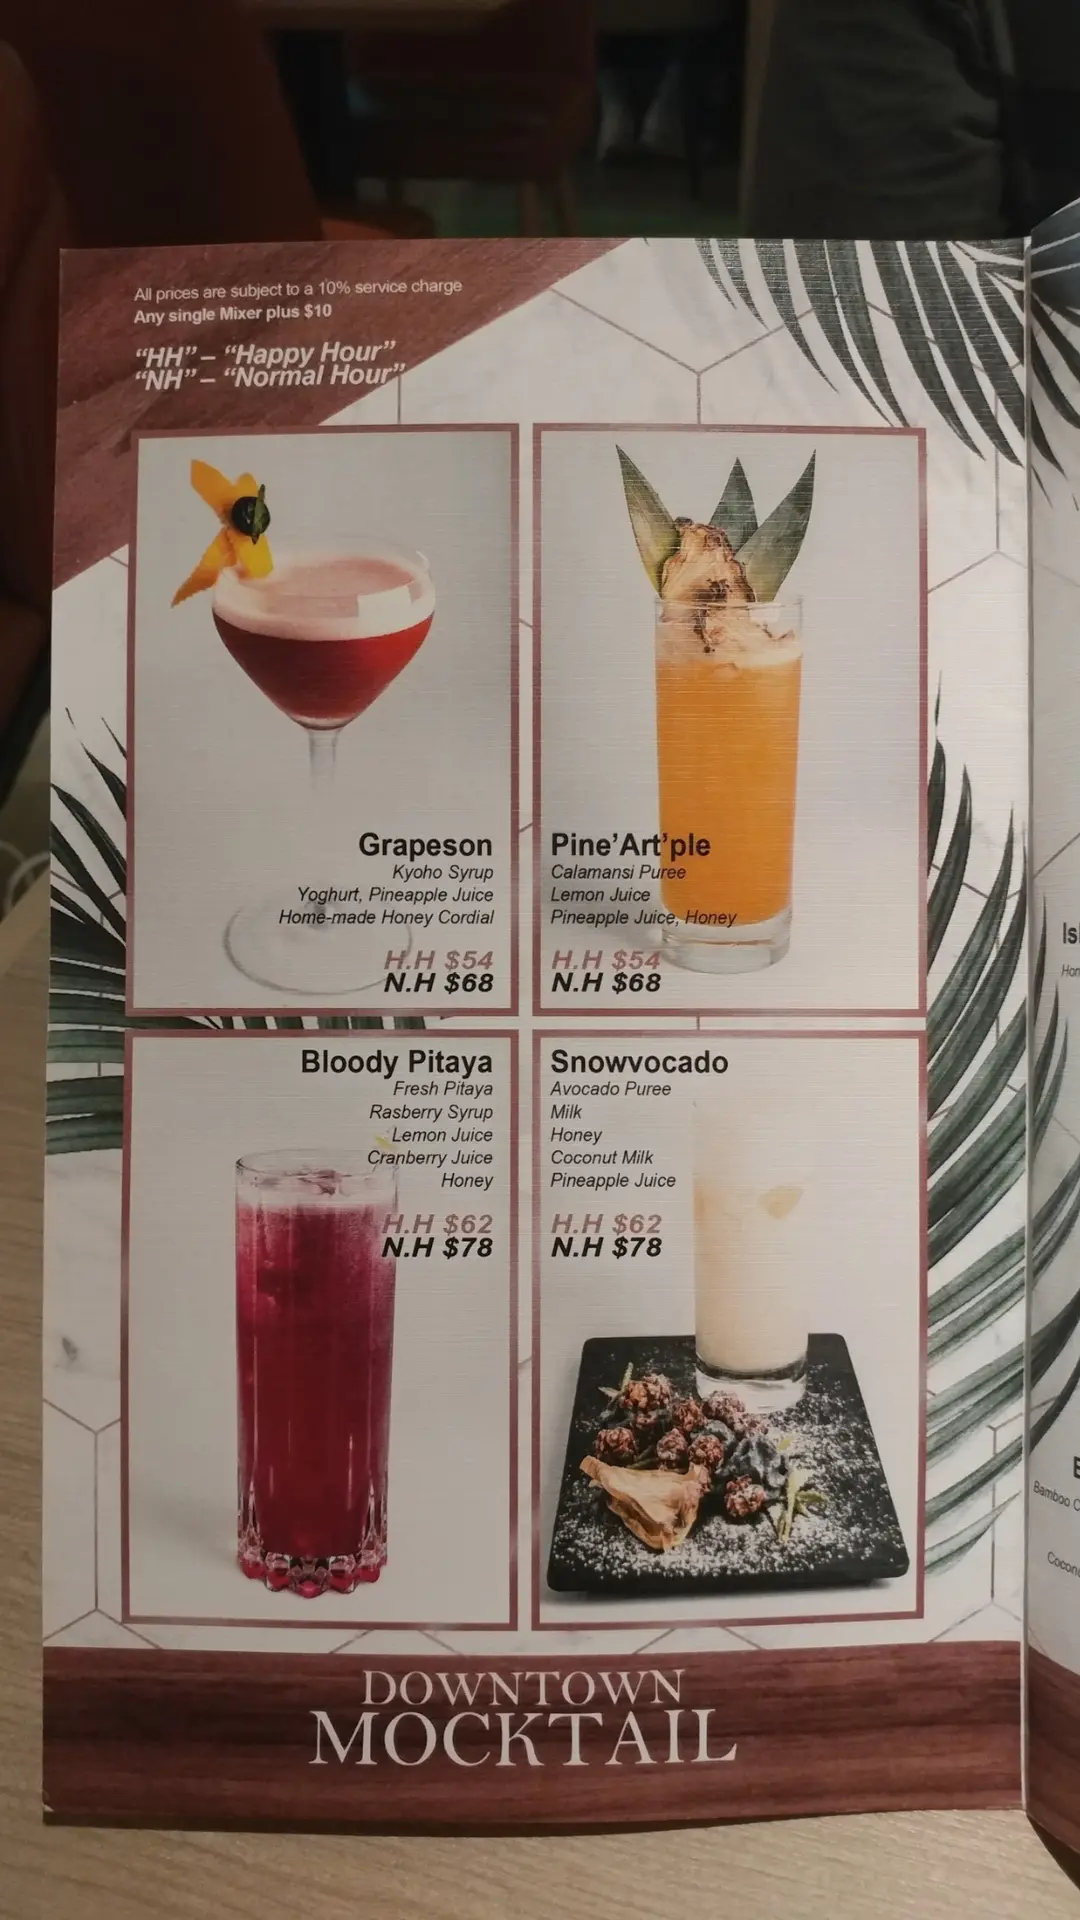 All prices are subject to a 10% service charge
Any single Mixer plus $10
“HH” – “Happy Hour”
“NH” – “Normal Hour”
Grapeson
Kyoho Syrup
Yoghurt, Pineapple Juice
Home-made Honey Cordial
H.H $54
N.H $68
Pine’Art’ple
Calamansi Puree
Lemon Juice
Pineapple Juice, Honey
H.H $54
N.H $68
Bloody Pitaya
Fresh Pitaya
Rasberry Syrup
Lemon Juice
Cranberry Juice
Honey
H.H $62
N.H $78
Snowvocado
Avocado Puree
Milk
Honey
Coconut Milk
Pineapple Juice
H.H $62
N.H $78
DOWNTOWN
MOCKTAIL
Bamboo